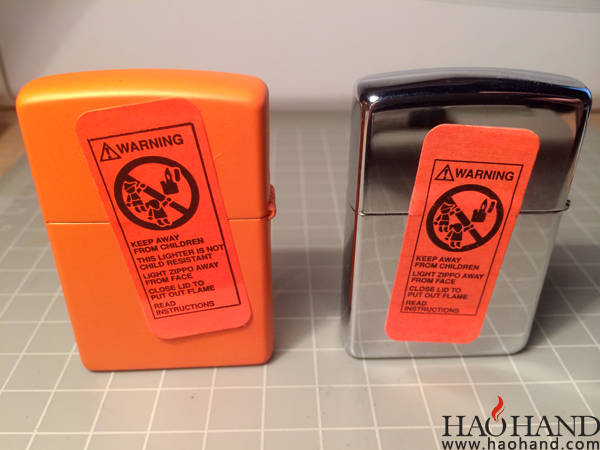 WARNING
KEEP AWAY
FROM CHILDREN
THIS LIGHTER IS NOT
CHILD RESISTANT
LIGHT ZIPPO AWAY
FROM FACE
CLOSE LID TO
PUT OUT FLAME
READ
INSTRUCTIONS
WARNING
KEEP AWAY
FROM CHILDREN
LIGHT ZIPPO AWAY
FROM FACE
CLOSE LID TO
PUT OUT FLAME
READ
INSTRUCTIONS
HAOHAND
www.haohand.com